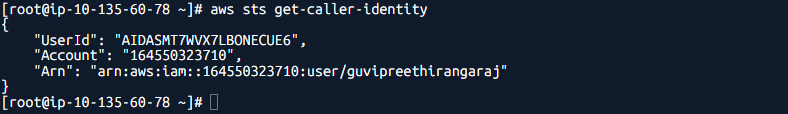 [root@ip-10-135-60-78 ~]# aws sts get-caller-identity
{
    "UserId": "AIDASMT7WVX7LBONECUE6",
    "Account": "164550323710",
    "Arn": "arn:aws:iam::164550323710:user/guvipreethirangaraj"
}
[root@ip-10-135-60-78 ~]#